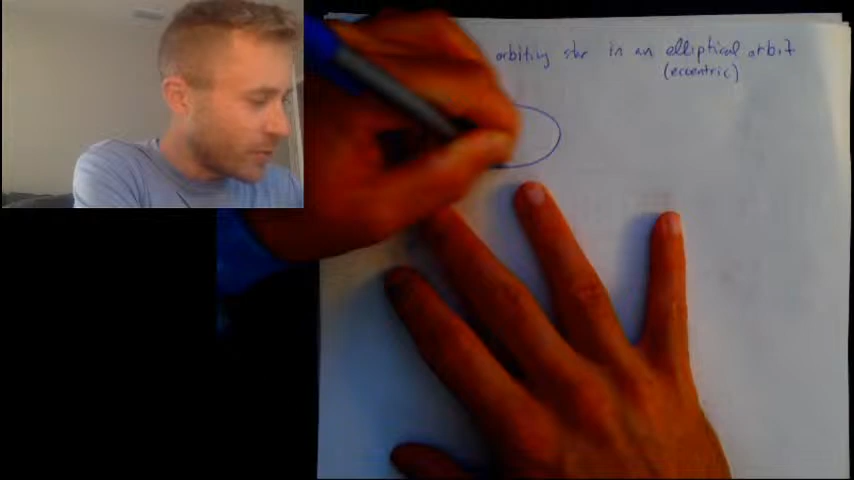 orbiting star in an elliptical orbit
(eccentric)